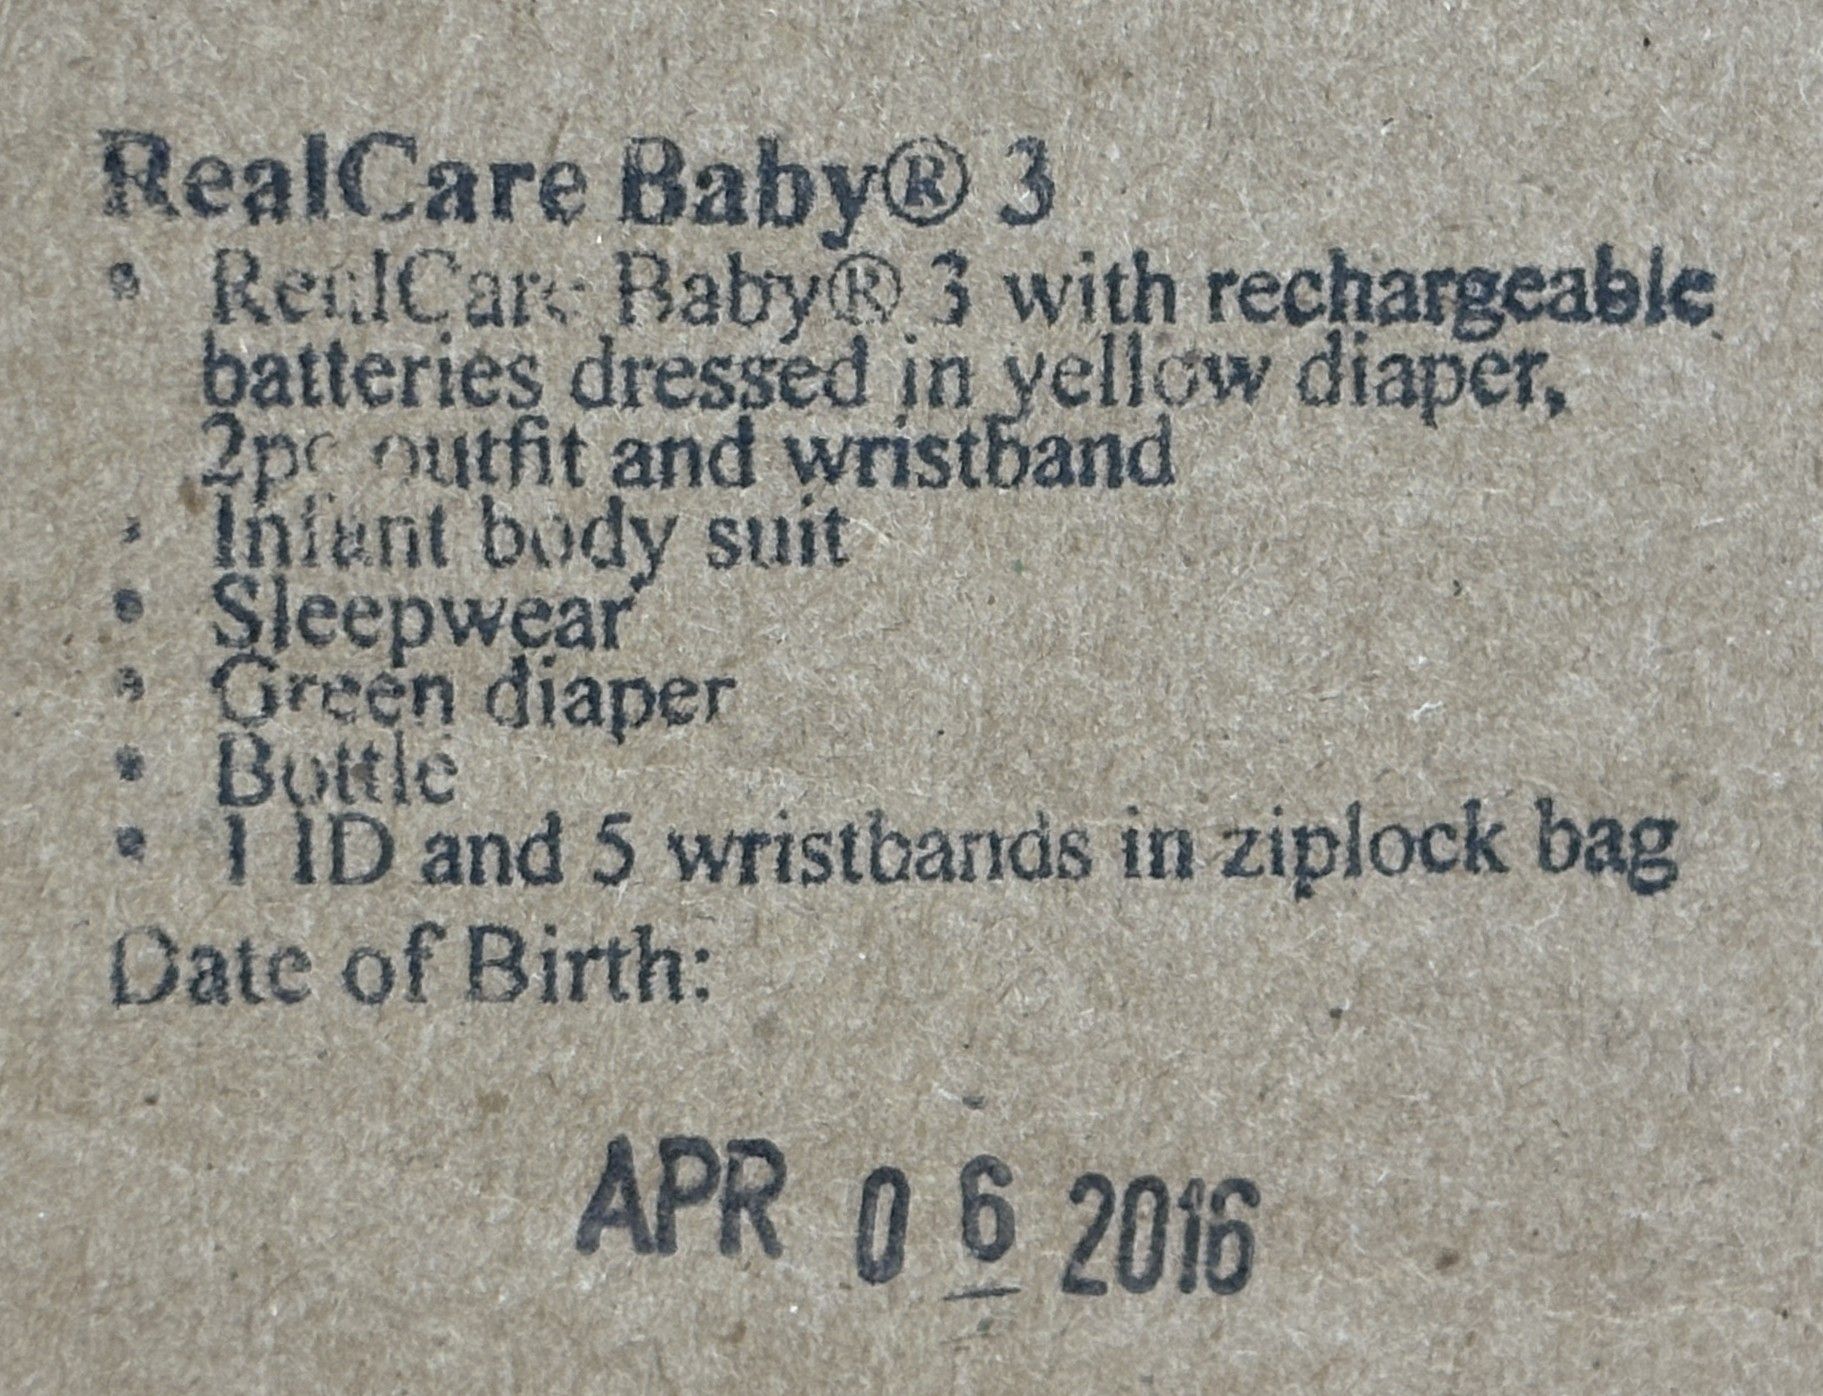 RealCare Baby® 3
• RealCare Baby® 3 with rechargeable
batteries dressed in yellow diaper,
2pc outfit and wristband
• Infant body suit
• Sleepwear
• Green diaper
• Bottle
• 1 ID and 5 wristbands in ziplock bag
Date of Birth:
APR 06 2016